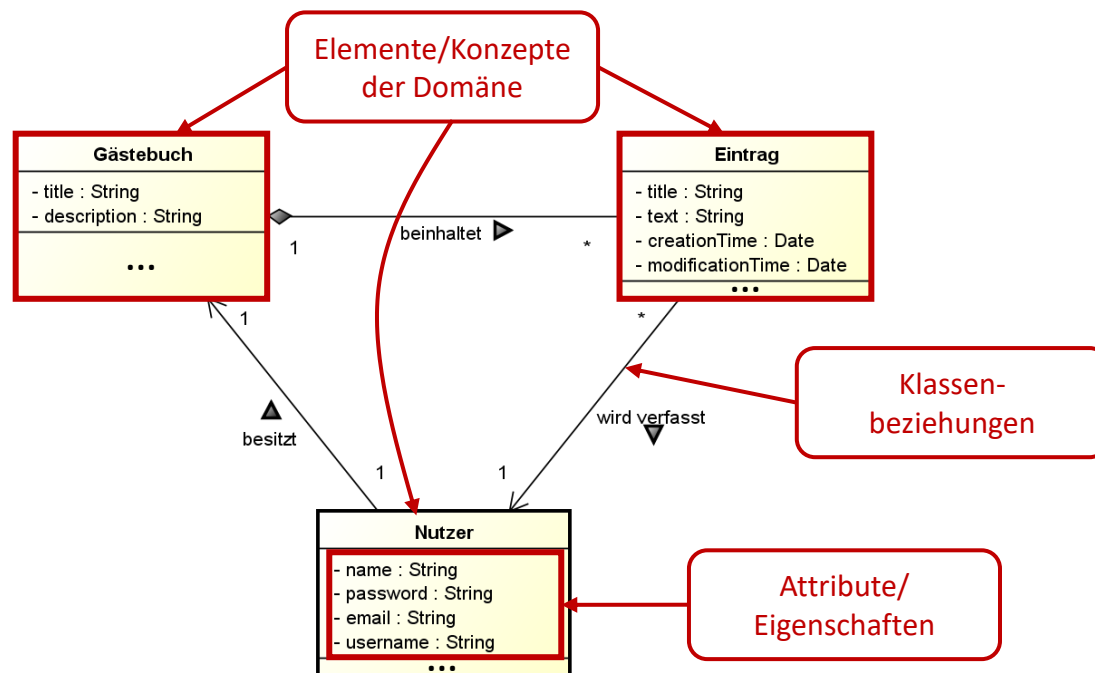 Elemente/Konzepte
der Domäne
Gästebuch
- title : String
- description : String
...
Eintrag
- title : String
- text : String
- creationTime : Date
- modificationTime : Date
...
beinhaltet
1
*
1
*
besitzt
wird verfasst
Klassen-
beziehungen
1
1
Nutzer
- name : String
- password : String
- email : String
- username : String
...
Attribute/
Eigenschaften